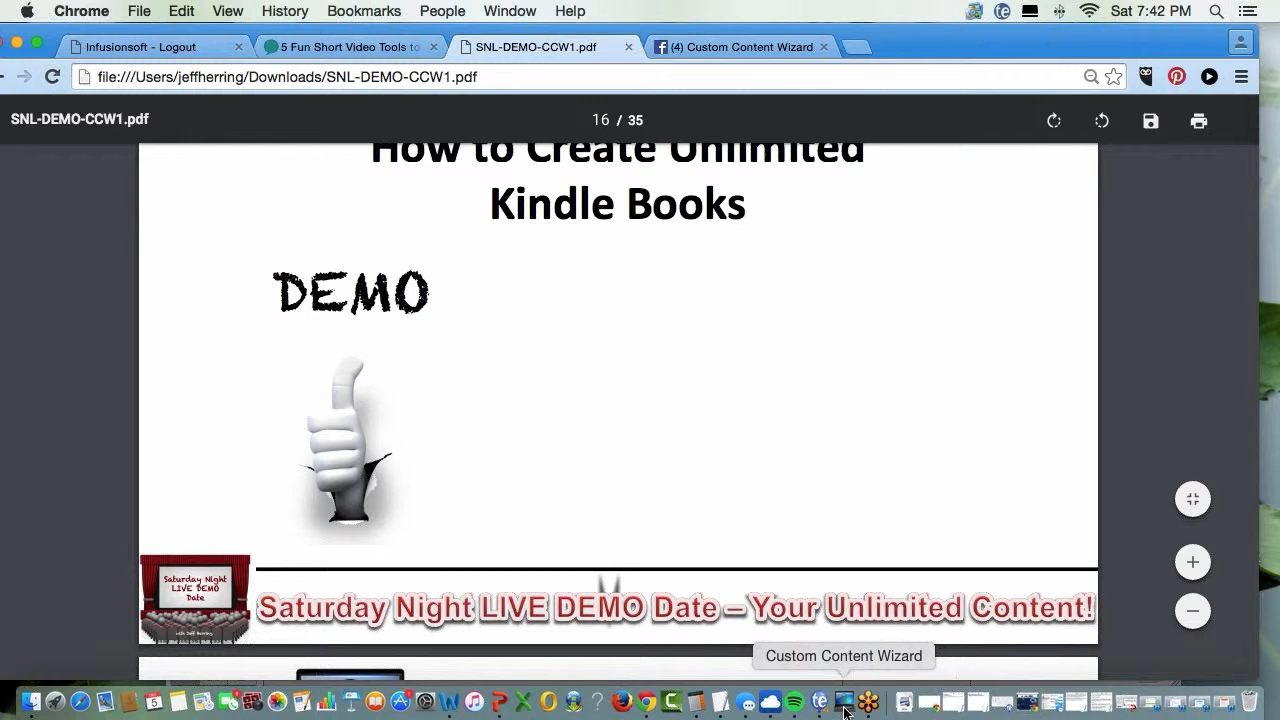 Chrome File Edit View History Bookmarks People Window Help Sat 7:42 PM
Infusionsoft - Logout 5 Fun Short Video Tools to SNL-DEMO-CCW1.pdf (4) Custom Content Wizard
file:///Users/jeffherring/Downloads/SNL-DEMO-CCW1.pdf
SNL-DEMO-CCW1.pdf 16 / 35
How to Create Unlimited
Kindle Books
DEMO
Saturday Night
LIVE DEMO
Date
with Jeff Herring
Saturday Night LIVE DEMO Date – Your Unlimited Content!
Custom Content Wizard